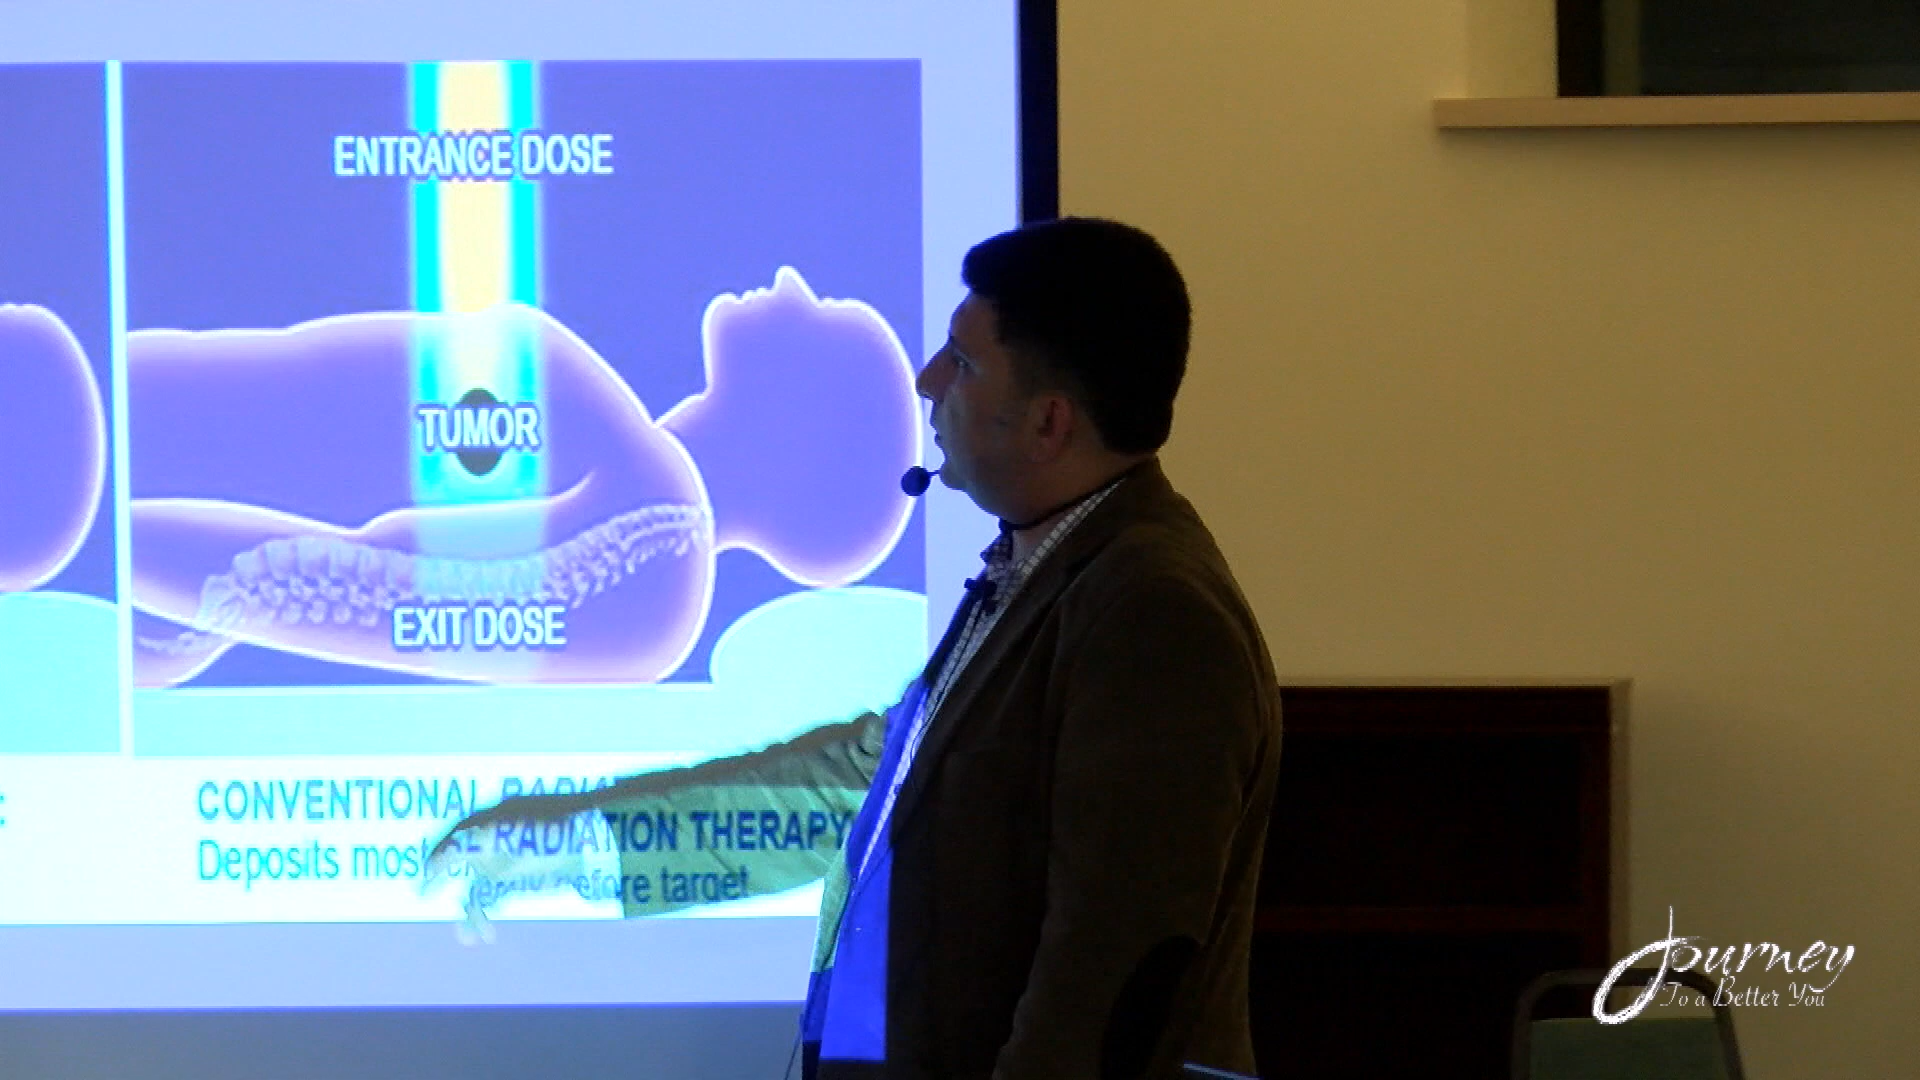 ENTRANCE DOSE
TUMOR
EXIT DOSE
CONVENTIONAL RADIATION THERAPY
Deposits most before target
Journey
To a Better You